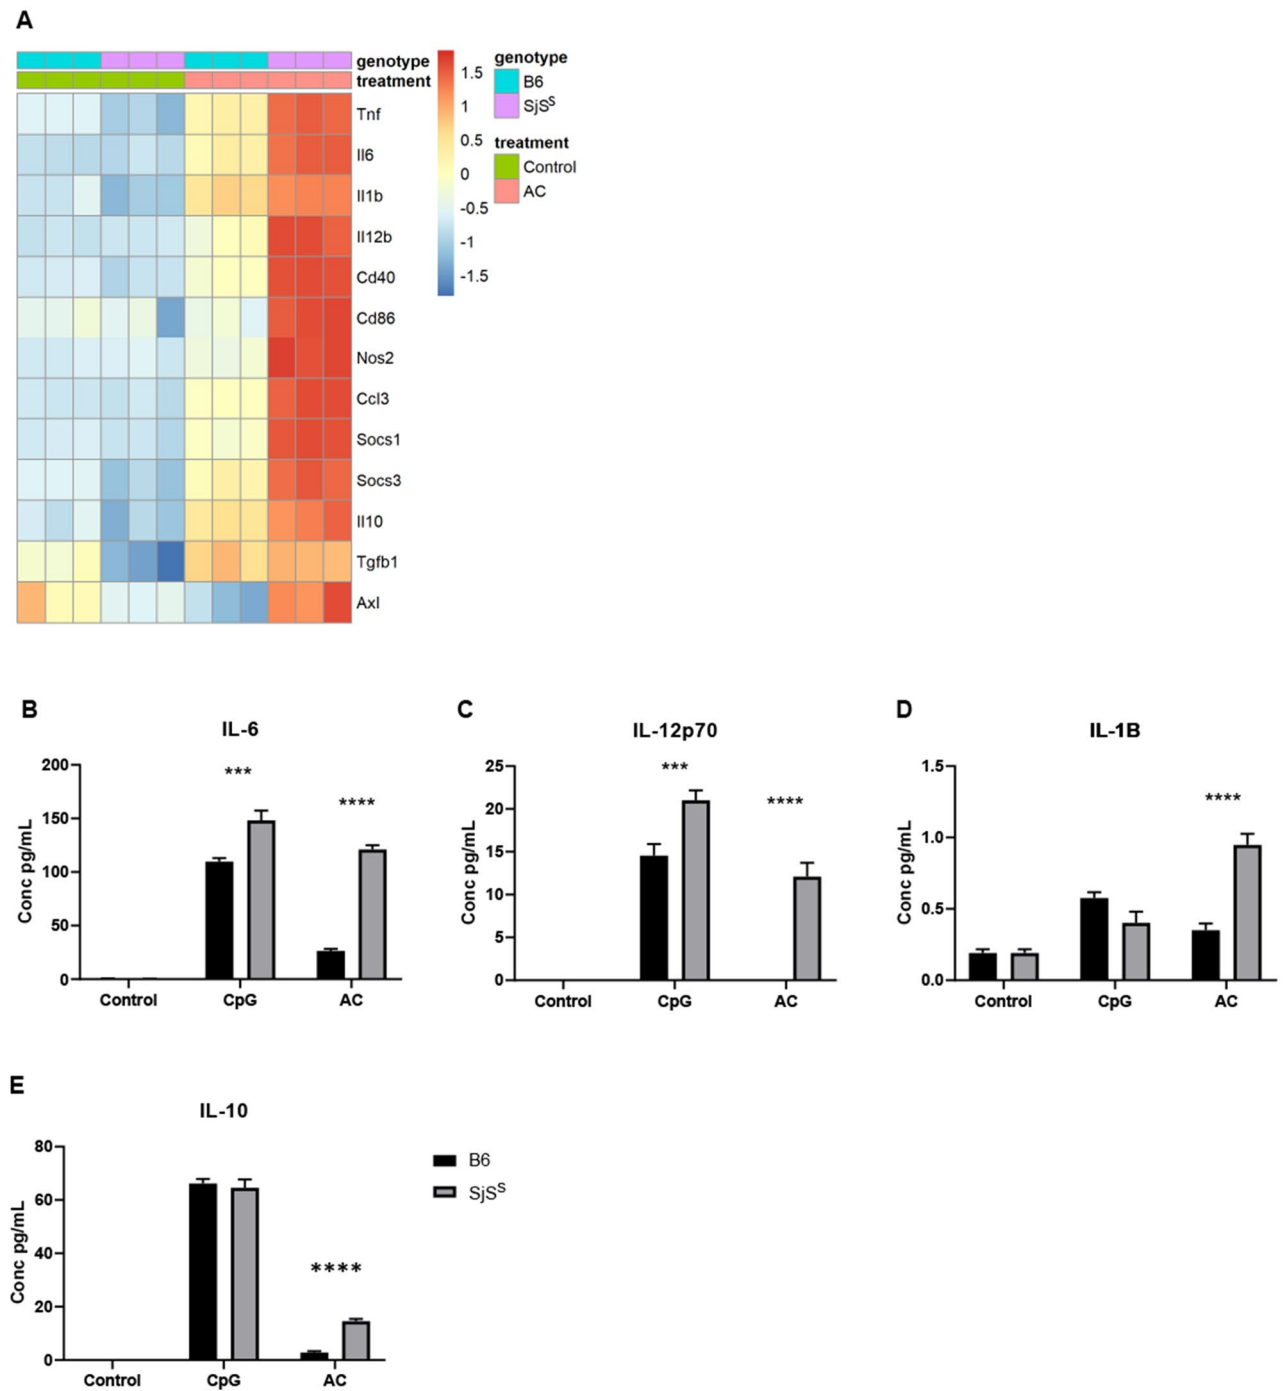 A
genotype
treatment
Tnf
Il6
Il1b
Il12b
Cd40
Cd86
Nos2
Ccl3
Socs1
Socs3
Il10
Tgfb1
Axl
1.5
1
0.5
0
-0.5
-1
-1.5
genotype
B6
SjSˢ
treatment
Control
AC
B
IL-6
Conc pg/mL
200
150
100
50
0
***
****
Control CpG AC
C
IL-12p70
Conc pg/mL
25
20
15
10
5
0
***
****
Control CpG AC
D
IL-1B
Conc pg/mL
1.5
1.0
0.5
0.0
****
Control CpG AC
E
IL-10
Conc pg/mL
80
60
40
20
0
****
Control CpG AC
B6
SjSˢ